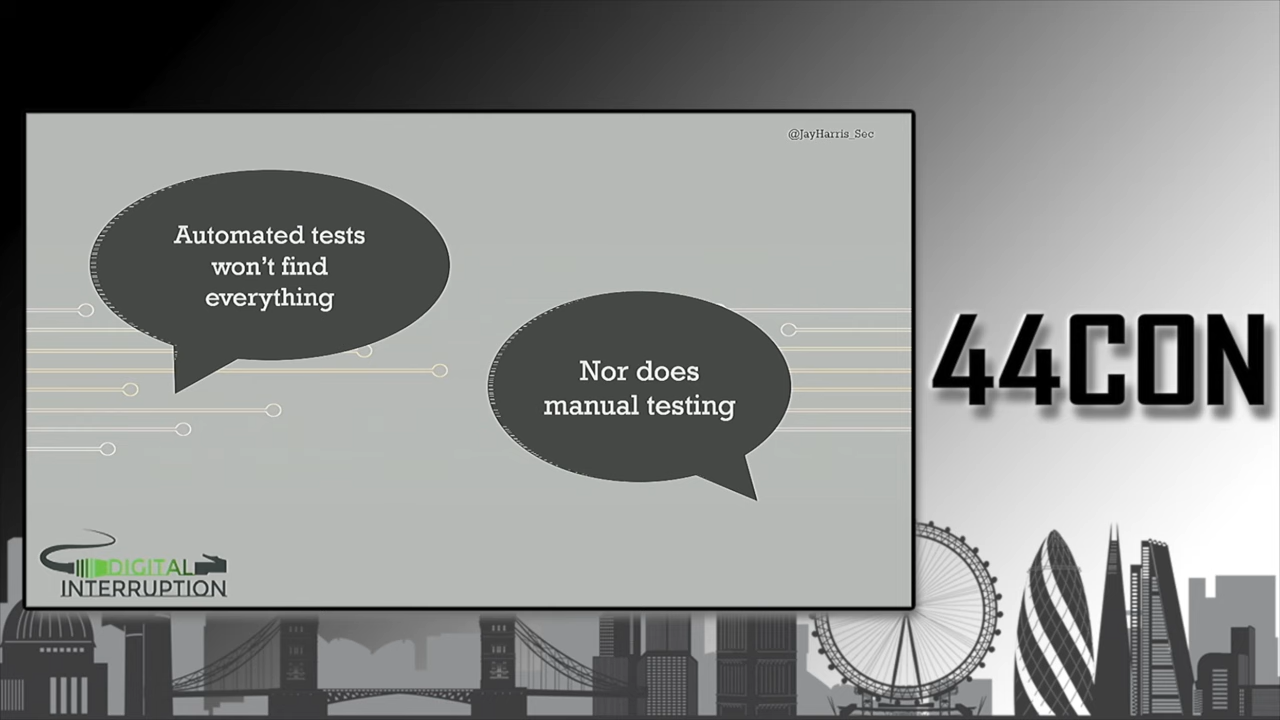 @JayHarris_Sec
Automated tests
won't find
everything
Nor does
manual testing
44CON
DIGITAL
INTERRUPTION